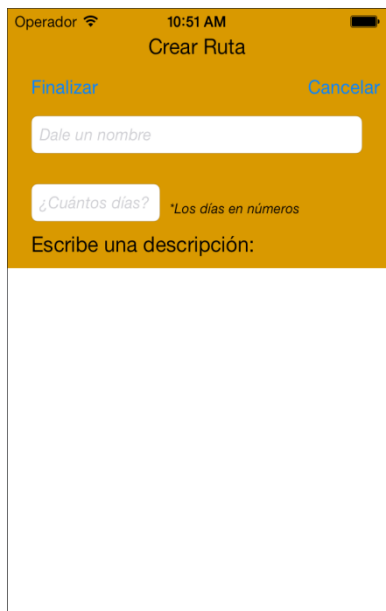 Operador 10:51 AM
Crear Ruta
Finalizar Cancelar
Dale un nombre
¿Cuántos días? *Los días en números
Escribe una descripción: